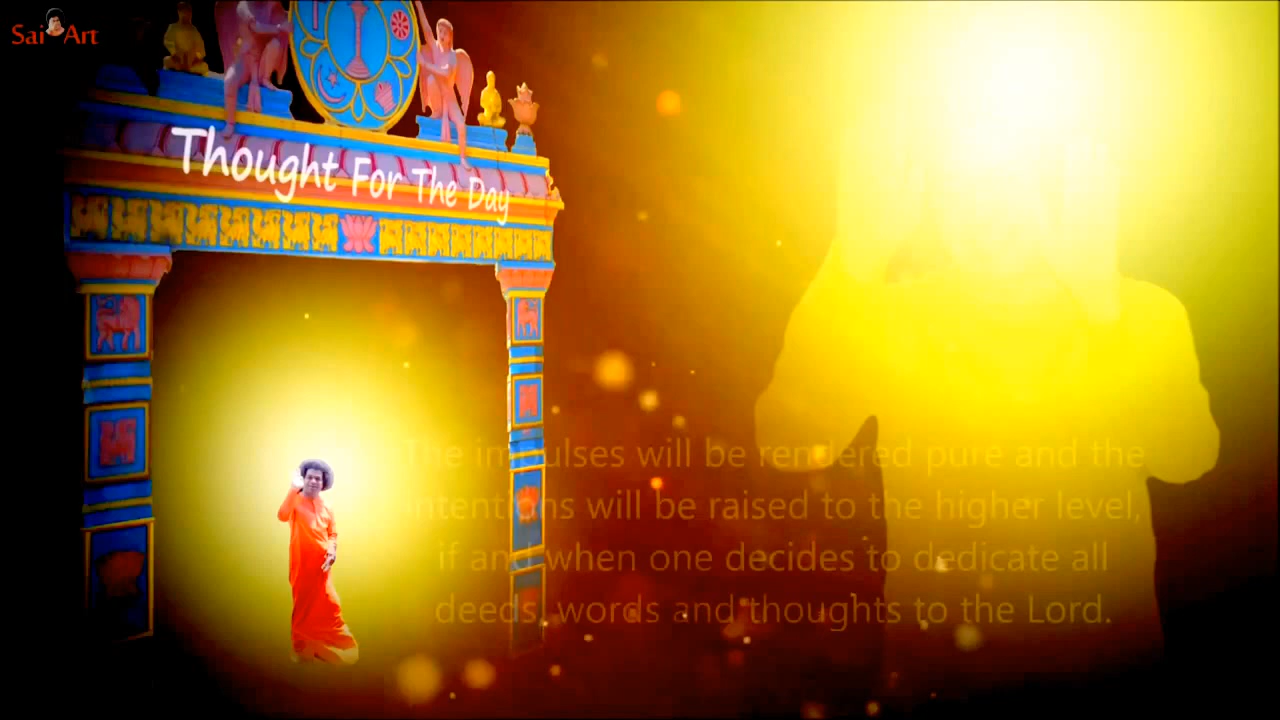 Sai Art
Thought For The Day
The impulses will be rendered pure and the
intentions will be raised to the higher level,
if and when one decides to dedicate all
deeds, words and thoughts to the Lord.